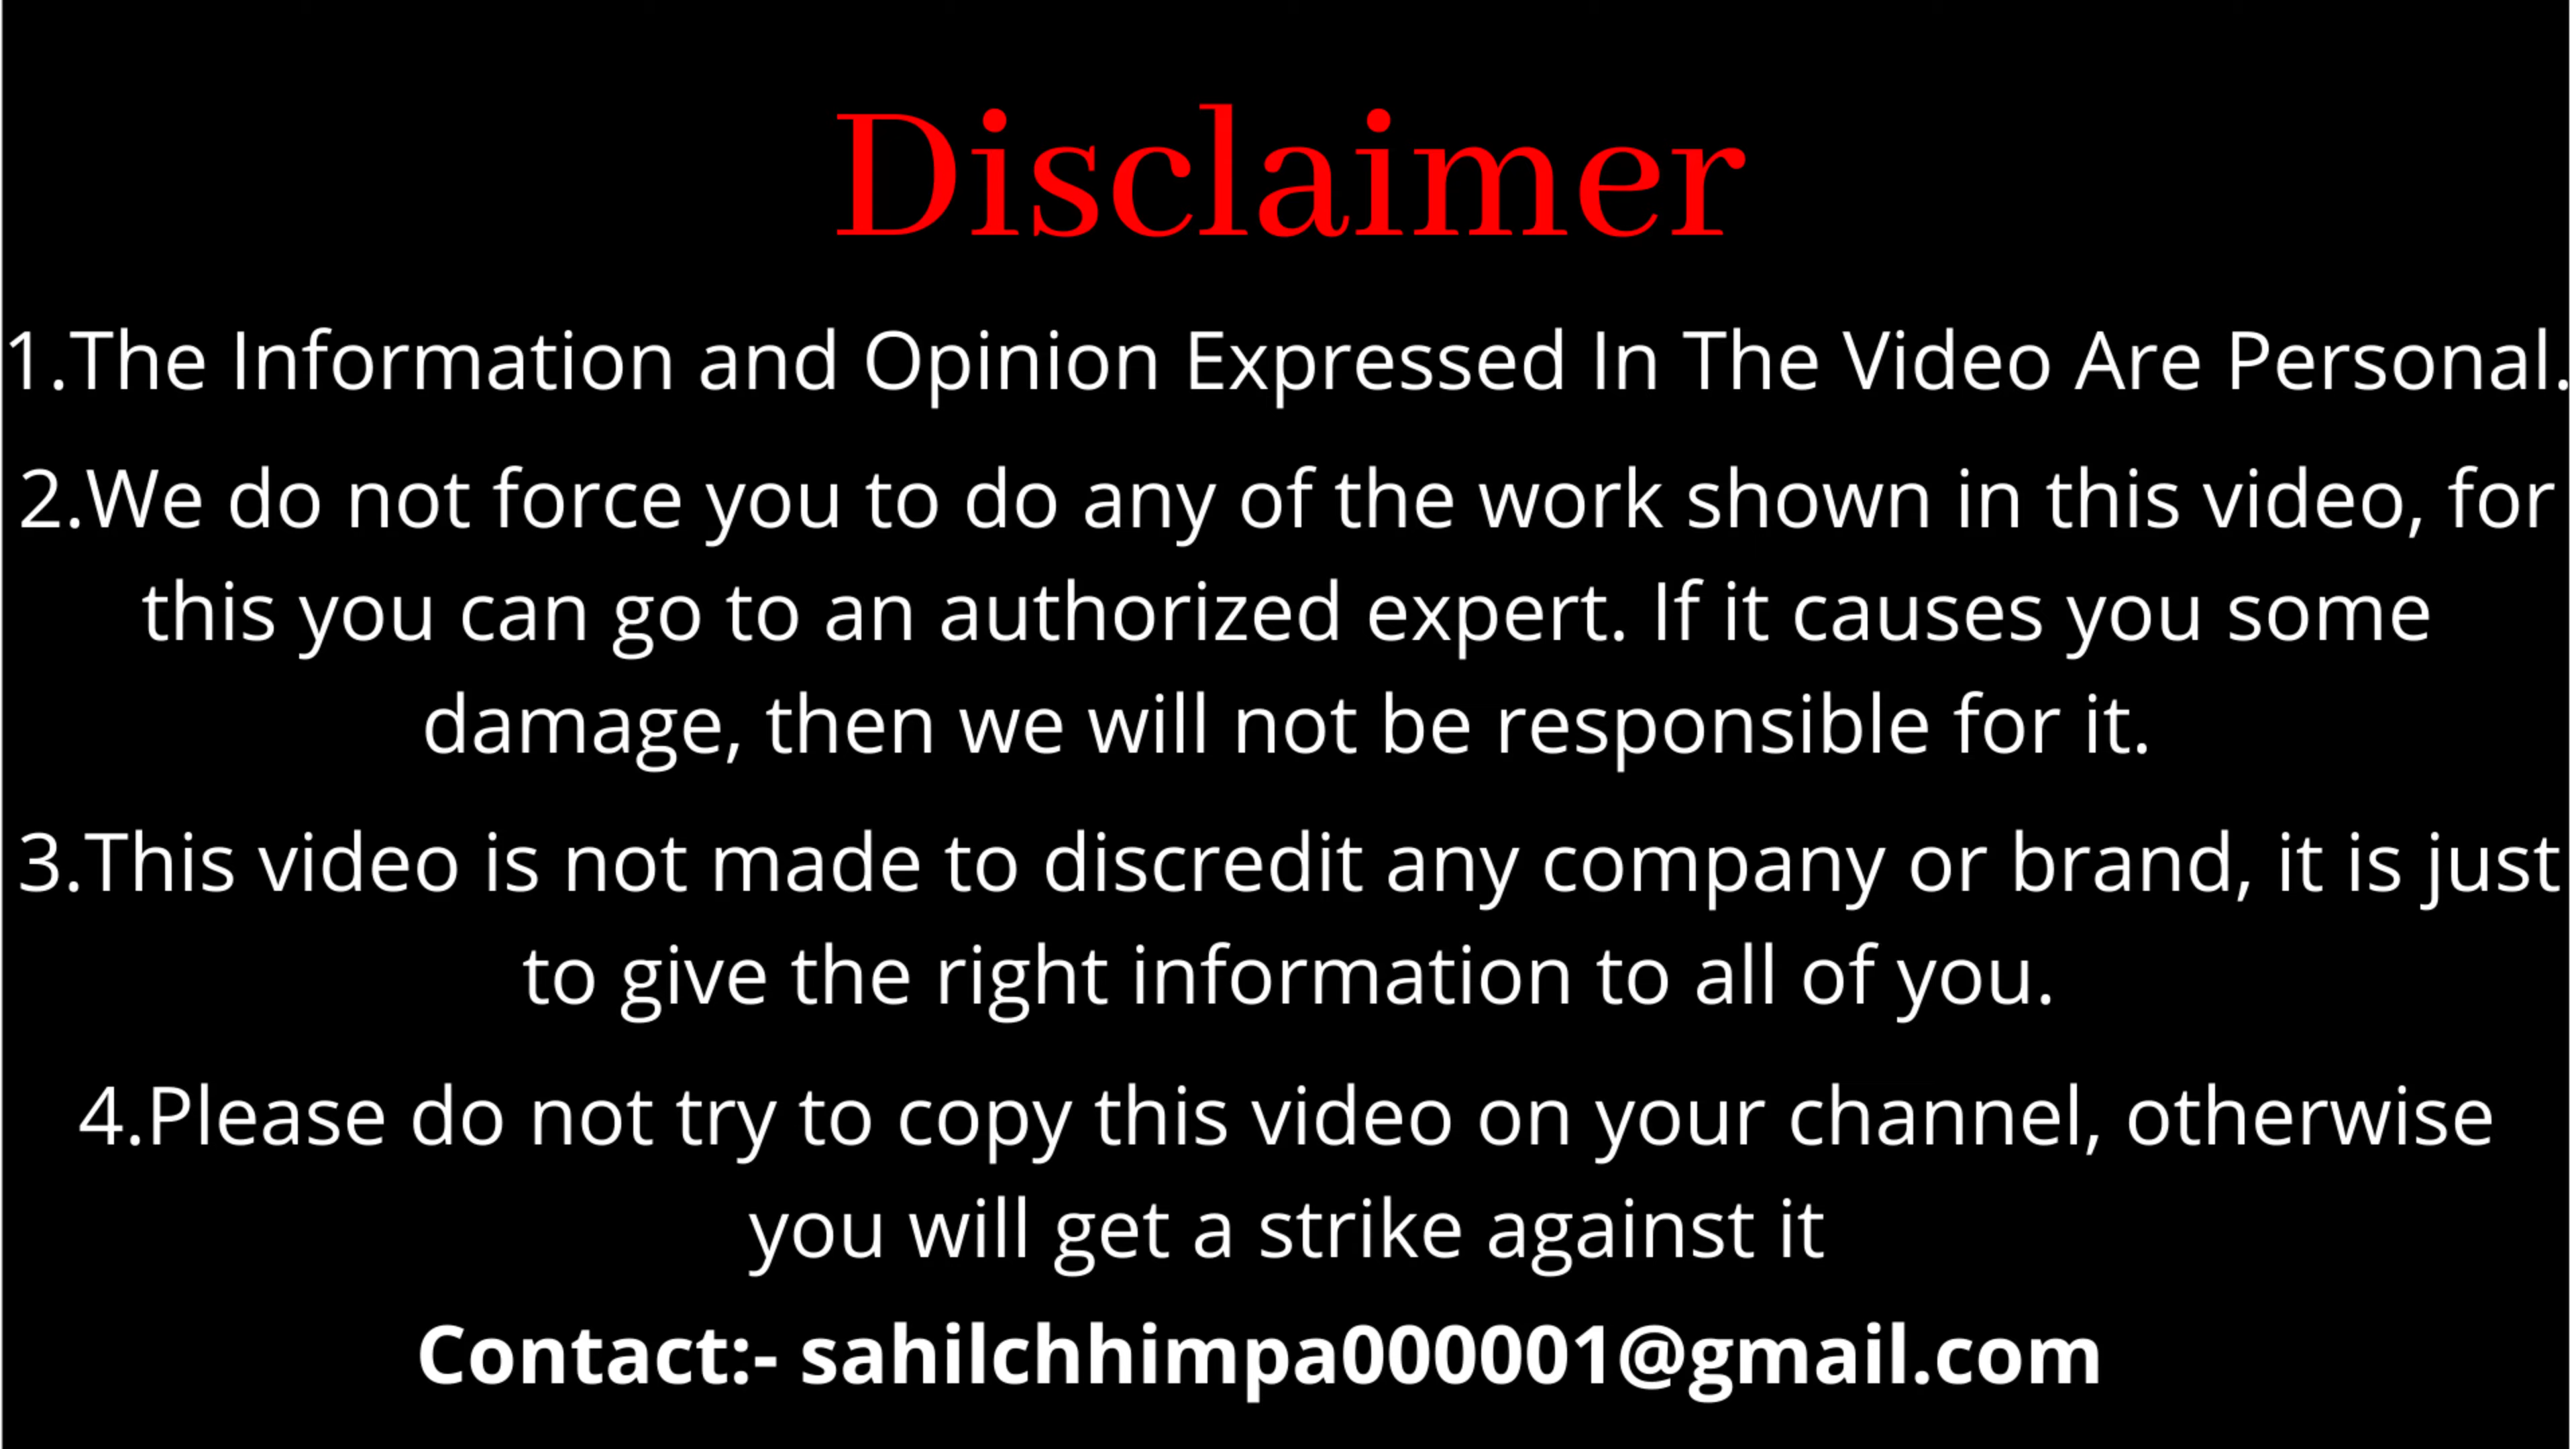 Disclaimer
1.The Information and Opinion Expressed In The Video Are Personal.
2.We do not force you to do any of the work shown in this video, for
this you can go to an authorized expert. If it causes you some
damage, then we will not be responsible for it.
3.This video is not made to discredit any company or brand, it is just
to give the right information to all of you.
4.Please do not try to copy this video on your channel, otherwise
you will get a strike against it
Contact:- sahilchhimpa000001@gmail.com